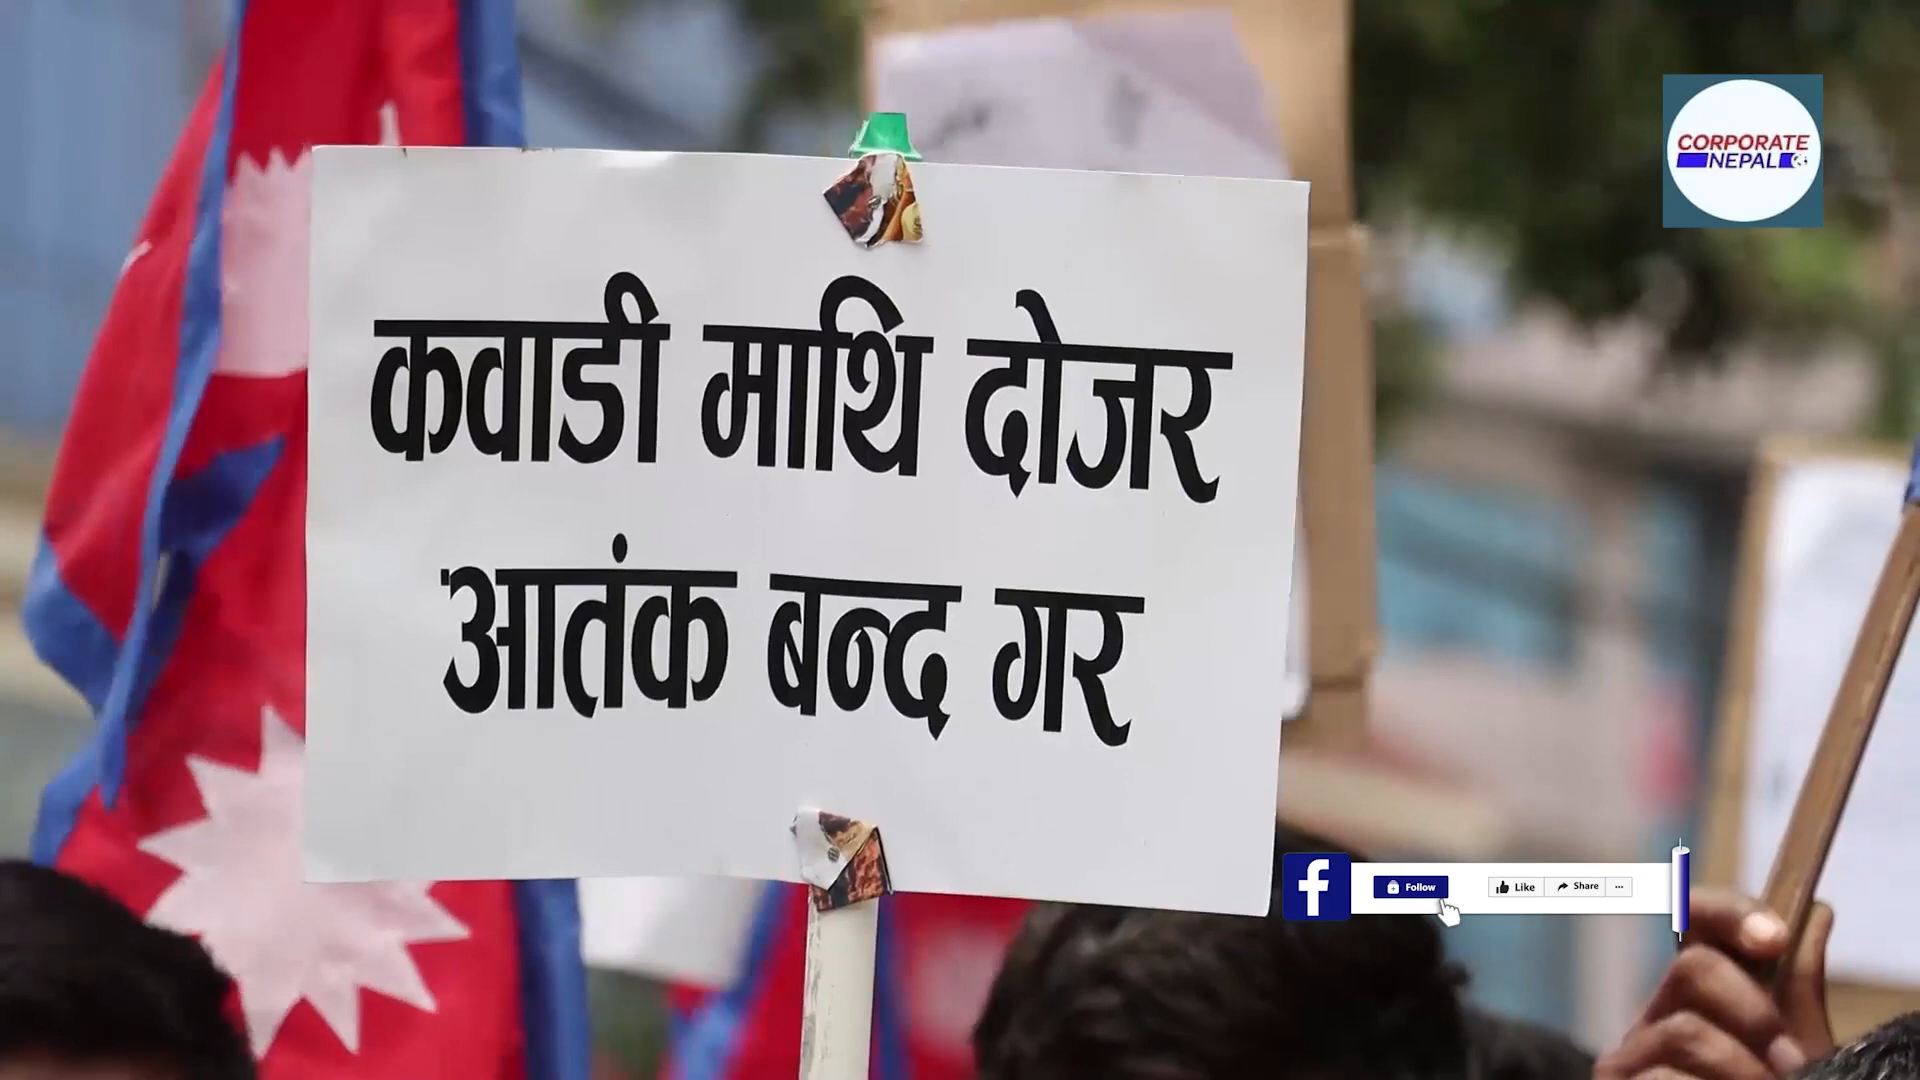 CORPORATE
NEPAL
कवाडी माथि दोजर
आतंक बन्द गर
Follow
Like
Share